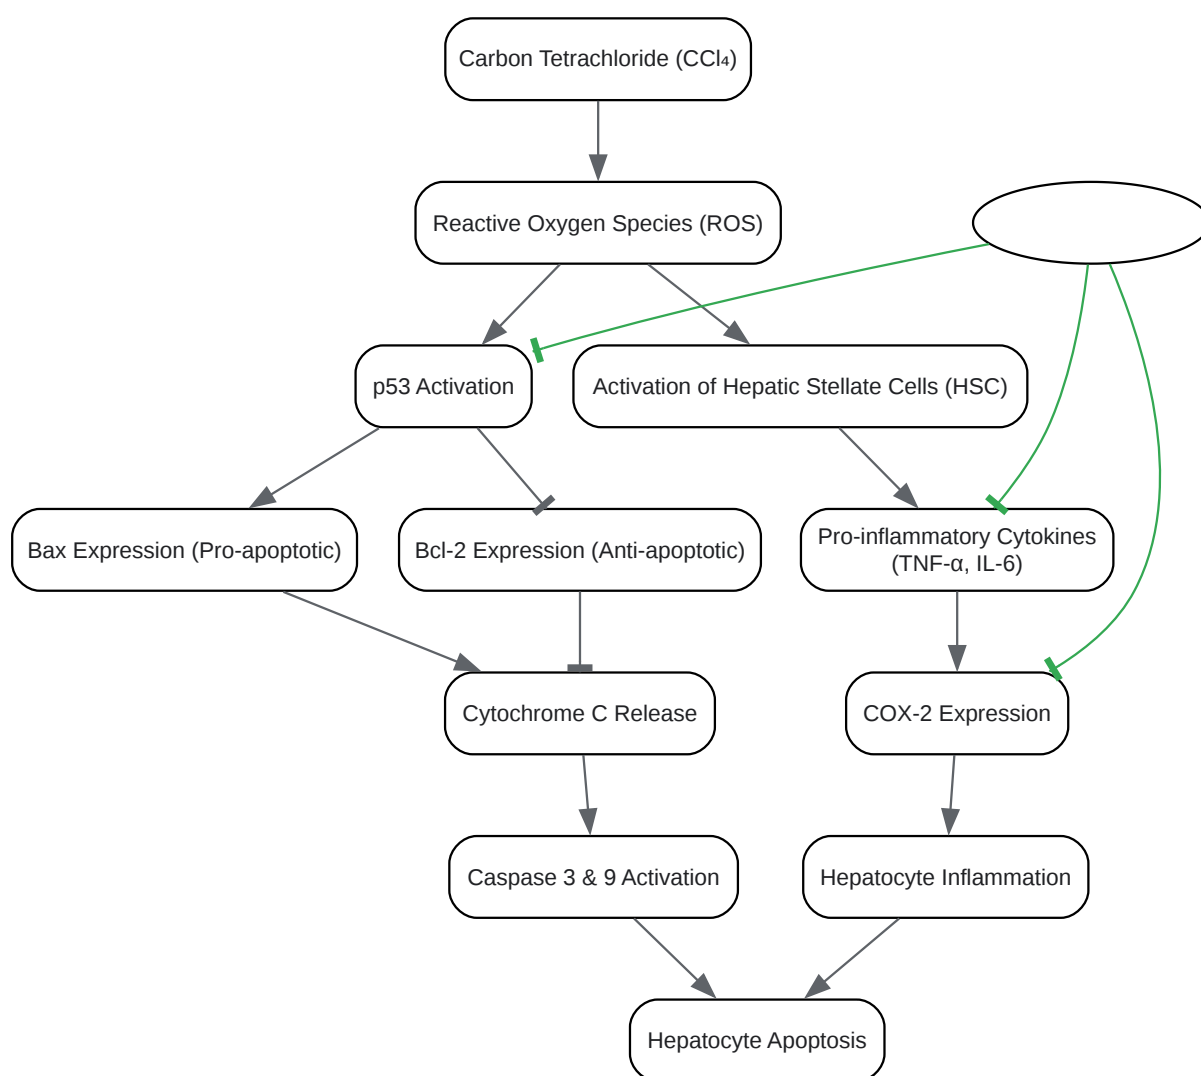 Carbon Tetrachloride (CCl₄)
Reactive Oxygen Species (ROS)
p53 Activation
Activation of Hepatic Stellate Cells (HSC)
Bax Expression (Pro-apoptotic)
Bcl-2 Expression (Anti-apoptotic)
Pro-inflammatory Cytokines
(TNF-α, IL-6)
Cytochrome C Release
COX-2 Expression
Caspase 3 & 9 Activation
Hepatocyte Inflammation
Hepatocyte Apoptosis